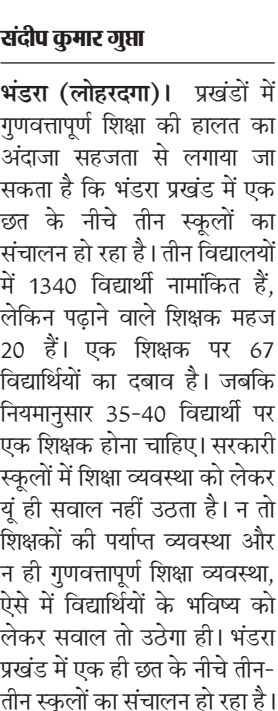 संदीप कुमार गुप्ता
भंडरा (लोहरदगा)। प्रखंडों में
गुणवत्तापूर्ण शिक्षा की हालत का
अंदाजा सहजता से लगाया जा
सकता है कि भंडरा प्रखंड में एक
छत के नीचे तीन स्कूलों का
संचालन हो रहा है। तीन विद्यालयों
में 1340 विद्यार्थी नामांकित हैं,
लेकिन पढ़ाने वाले शिक्षक महज
20 हैं। एक शिक्षक पर 67
विद्यार्थियों का दबाव है। जबकि
नियमानुसार 35-40 विद्यार्थी पर
एक शिक्षक होना चाहिए। सरकारी
स्कूलों में शिक्षा व्यवस्था को लेकर
यूं ही सवाल नहीं उठता है। न तो
शिक्षकों की पर्याप्त व्यवस्था और
न ही गुणवत्तापूर्ण शिक्षा व्यवस्था,
ऐसे में विद्यार्थियों के भविष्य को
लेकर सवाल तो उठेगा ही। भंडरा
प्रखंड में एक ही छत के नीचे तीन-
तीन स्कूलों का संचालन हो रहा है।